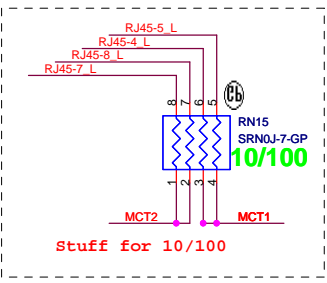 RJ45-5_L
RJ45-4_L
RJ45-8_L
RJ45-7_L
8 7 6 5
Cb
RN15
SRN0J-7-GP
10/100
1 2 3 4
MCT2 MCT1
Stuff for 10/100